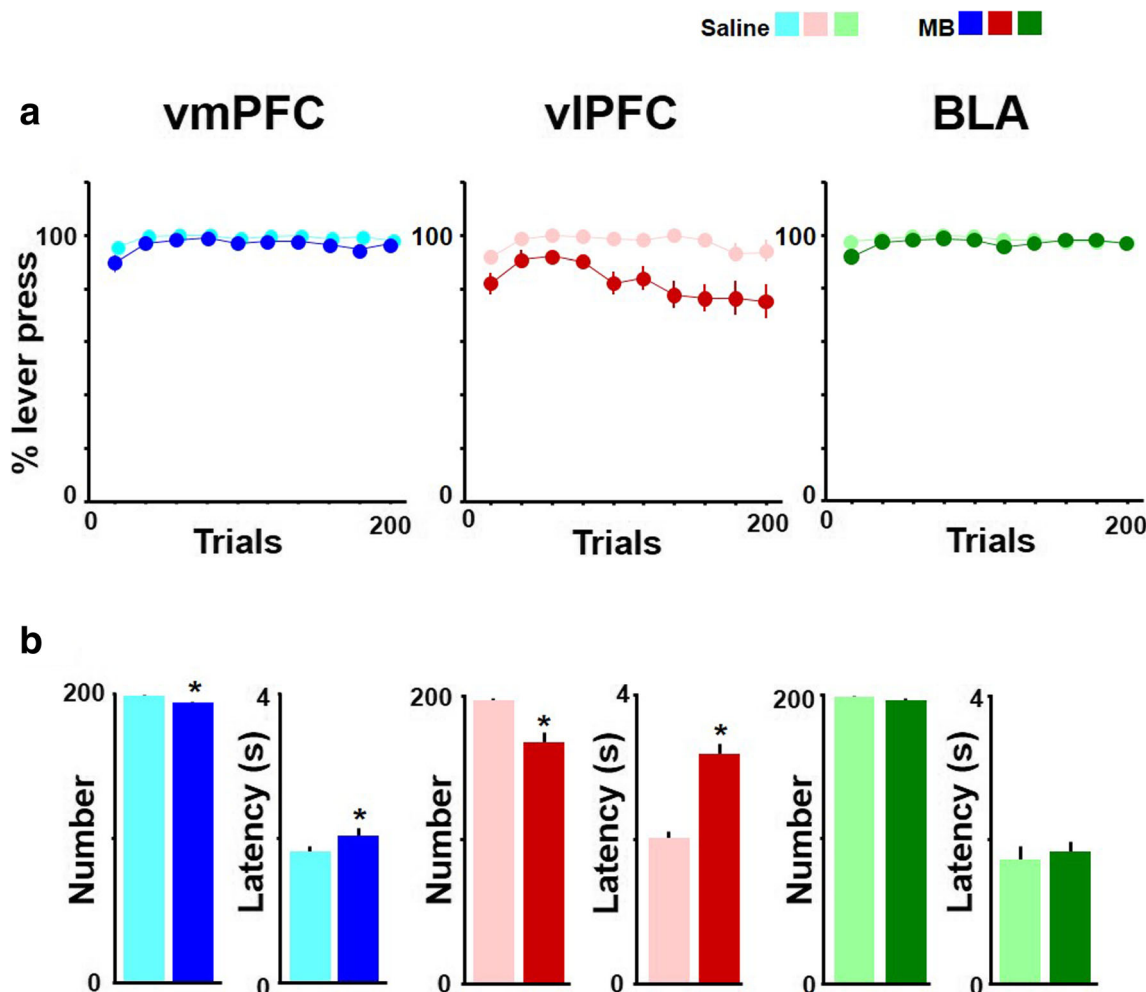 Saline MB
a
vmPFC vlPFC BLA
% lever press
100 100 100
0 0 0
0 200 0 200 0 200
Trials Trials Trials
b
200 4 200 4 200 4
* * * *
Number Latency (s) Number Latency (s) Number Latency (s)
0 0 0 0 0 0